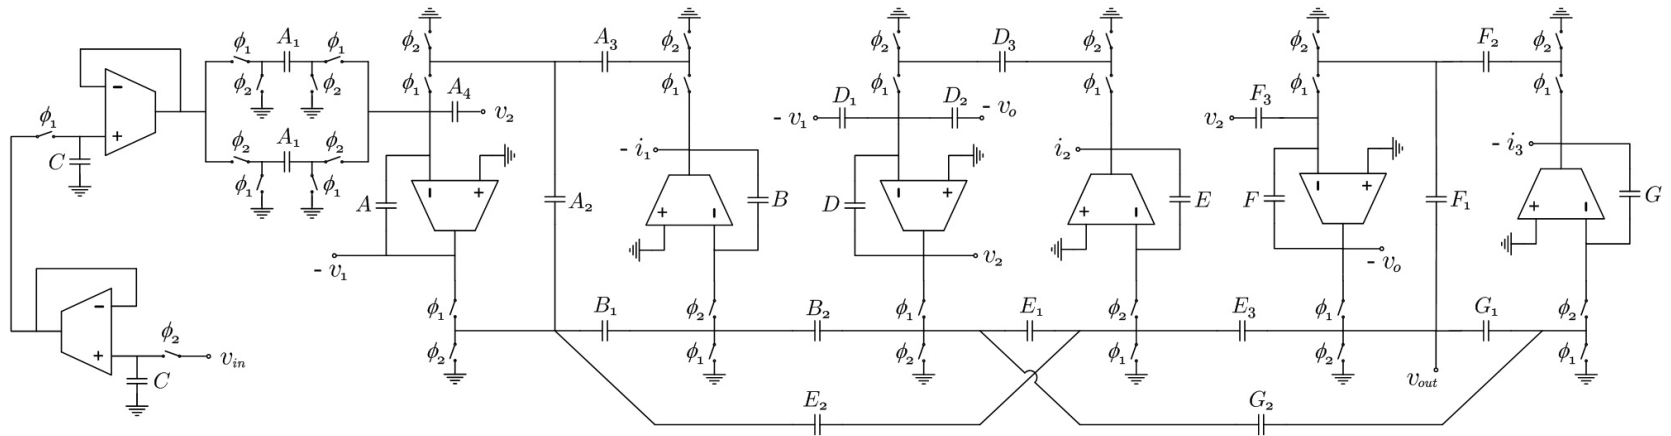 ϕ₁ A₁ ϕ₁ ϕ₂ A₃ ϕ₂ ϕ₂ D₃ ϕ₂ ϕ₂ F₂ ϕ₂
ϕ₂ ϕ₂ ϕ₁ A₄ v₂ ϕ₁ ϕ₁ ϕ₁ ϕ₁ ϕ₁
- + ϕ₁ C
D₁ D₂ - vₒ - v₁ F₃ v₂
ϕ₂ A₁ ϕ₂ - i₁ i₂ - i₃
ϕ₁ ϕ₁ - + - + - +
A A₂ + - B D + - E F F₁ + - G
- v₁ v₂ - vₒ
- + ϕ₂ C vᵢₙ
ϕ₁ B₁ ϕ₂ B₂ ϕ₁ E₁ ϕ₂ E₃ ϕ₁ G₁ ϕ₂
ϕ₂ ϕ₁ ϕ₂ ϕ₁ ϕ₂ vₒᵤₜ ϕ₁
E₂ G₂